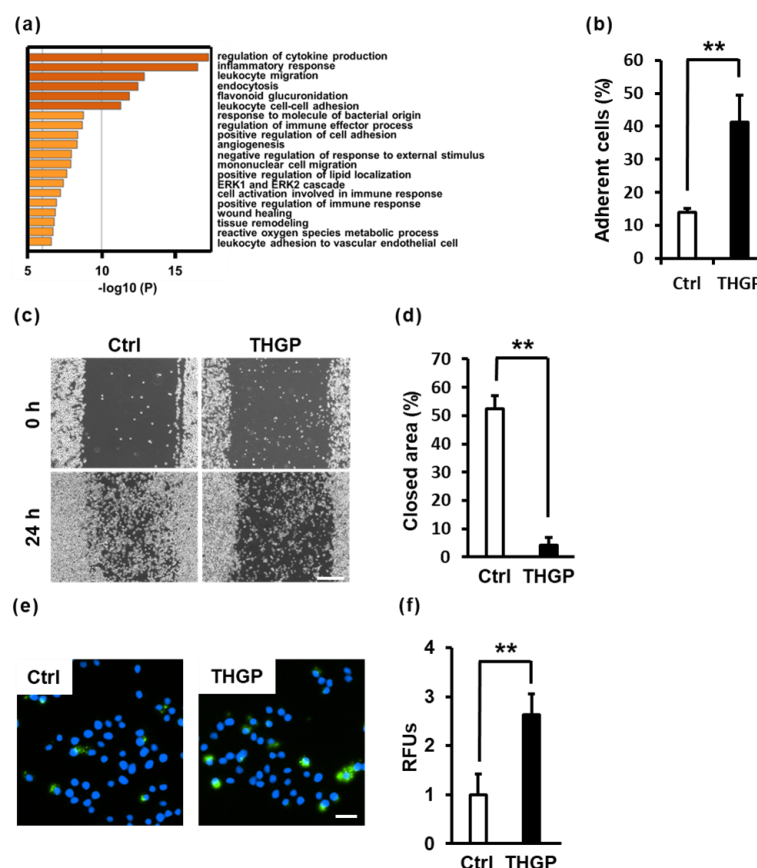 (a)
regulation of cytokine production
inflammatory response
leukocyte migration
endocytosis
flavonoid glucuronidation
leukocyte cell-cell adhesion
response to molecule of bacterial origin
regulation of immune effector process
positive regulation of cell adhesion
angiogenesis
negative regulation of response to external stimulus
mononuclear cell migration
positive regulation of lipid localization
ERK1 and ERK2 cascade
cell activation involved in immune response
positive regulation of immune response
wound healing
tissue remodeling
reactive oxygen species metabolic process
leukocyte adhesion to vascular endothelial cell
5 10 15
-log10 (P)
(b)
**
Adherent cells (%)
60
50
40
30
20
10
0
Ctrl THGP
(c)
Ctrl THGP
0 h
24 h
(d)
**
Closed area (%)
70
60
50
40
30
20
10
0
Ctrl THGP
(e)
Ctrl
THGP
(f)
**
RFUs
4
3
2
1
0
Ctrl THGP